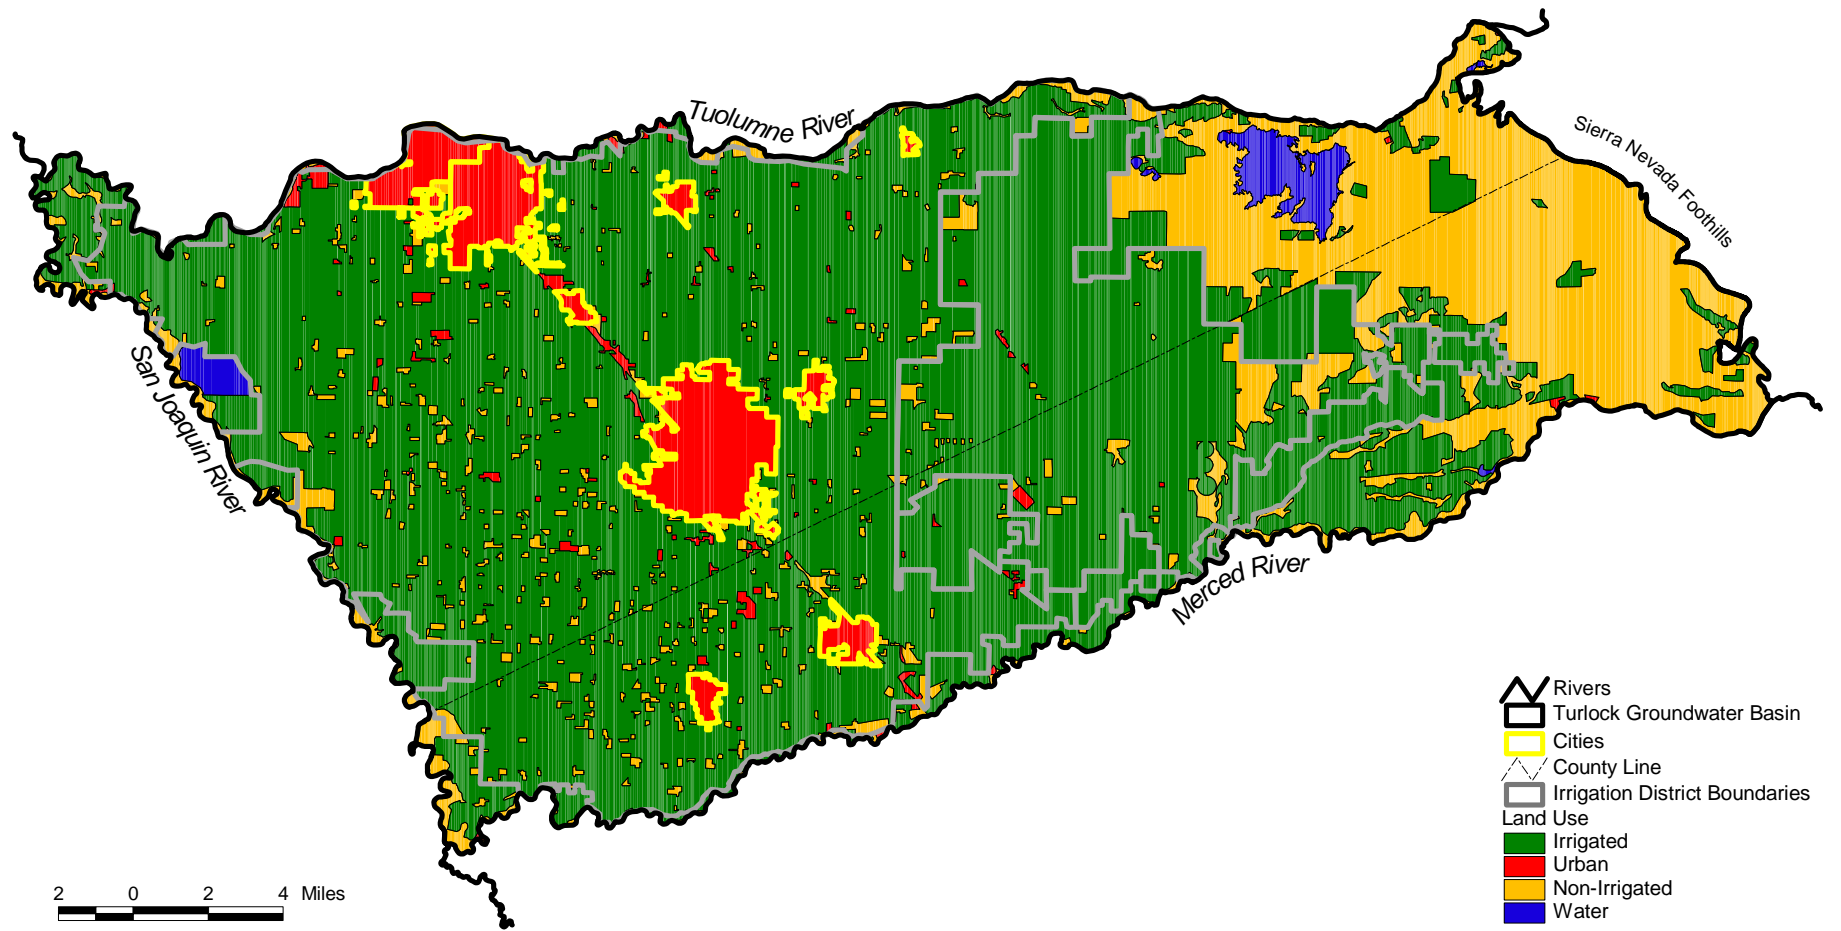 Tuolumne River
Sierra Nevada Foothills
San Joaquin River
Merced River
Rivers
Turlock Groundwater Basin
Cities
County Line
Irrigation District Boundaries
Land Use
Irrigated
Urban
Non-Irrigated
Water
2 0 2 4 Miles